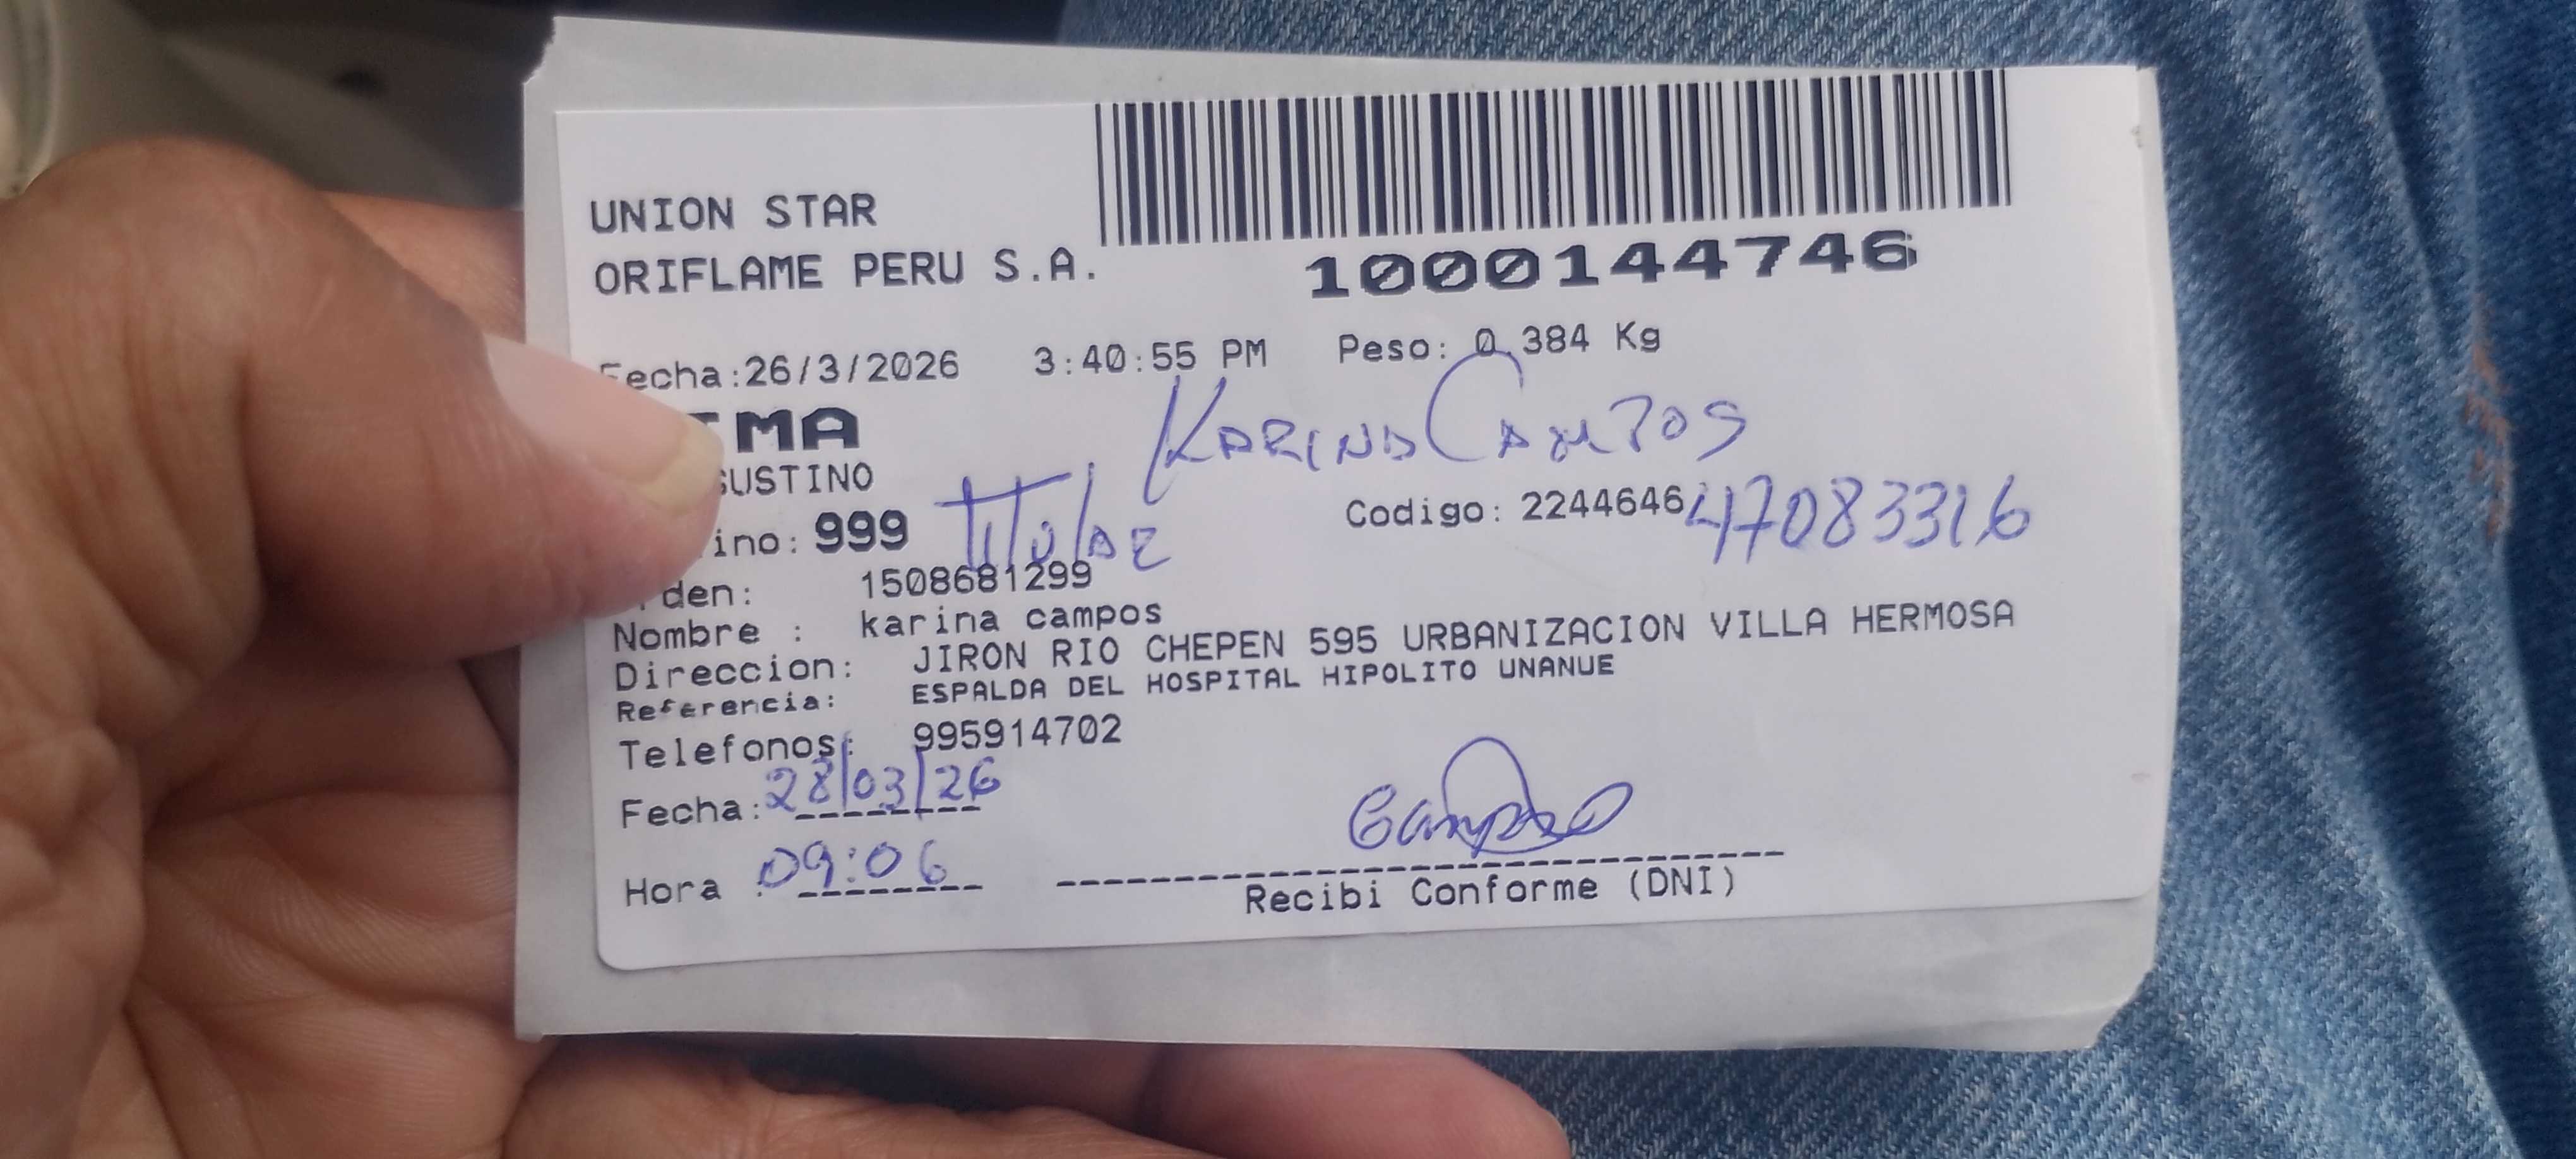 UNION STAR
ORIFLAME PERU S.A.
1000144746
Fecha:26/3/2026 3:40:55 PM Peso: 0.384 Kg
MA
KARINA CAMPOS
GUSTINO
ino: 999 Titular Codigo: 2244646 47083316
rden: 1508681299
Nombre : karina campos
Direccion: JIRON RIO CHEPEN 595 URBANIZACION VILLA HERMOSA
Referencia: ESPALDA DEL HOSPITAL HIPOLITO UNANUE
Telefonos: 995914702
Fecha: 28/03/26
Hora : 09:06
Recibi Conforme (DNI)